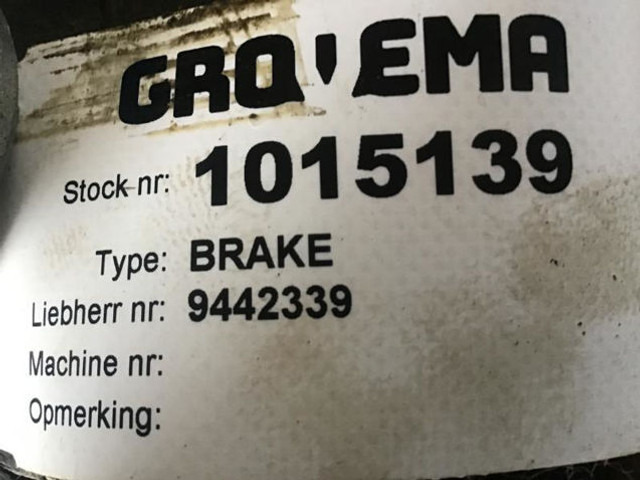 GRO'EMA
Stock nr: 1015139
Type: BRAKE
Liebherr nr: 9442339
Machine nr:
Opmerking: